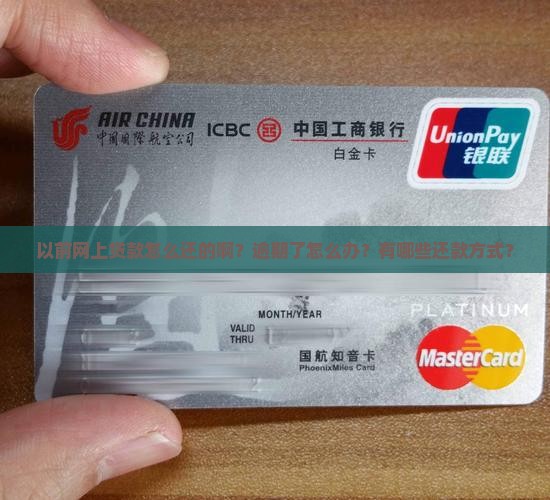 AIR CHINA
中国国际航空公司
ICBC 中国工商银行
白金卡
UnionPay
银联
以前网上贷款怎么还的啊？逾期了怎么办？有哪些还款方式？
PLATINUM
MONTH/YEAR
VALID
THRU
国航知音卡
PhoenixMiles Card
MasterCard